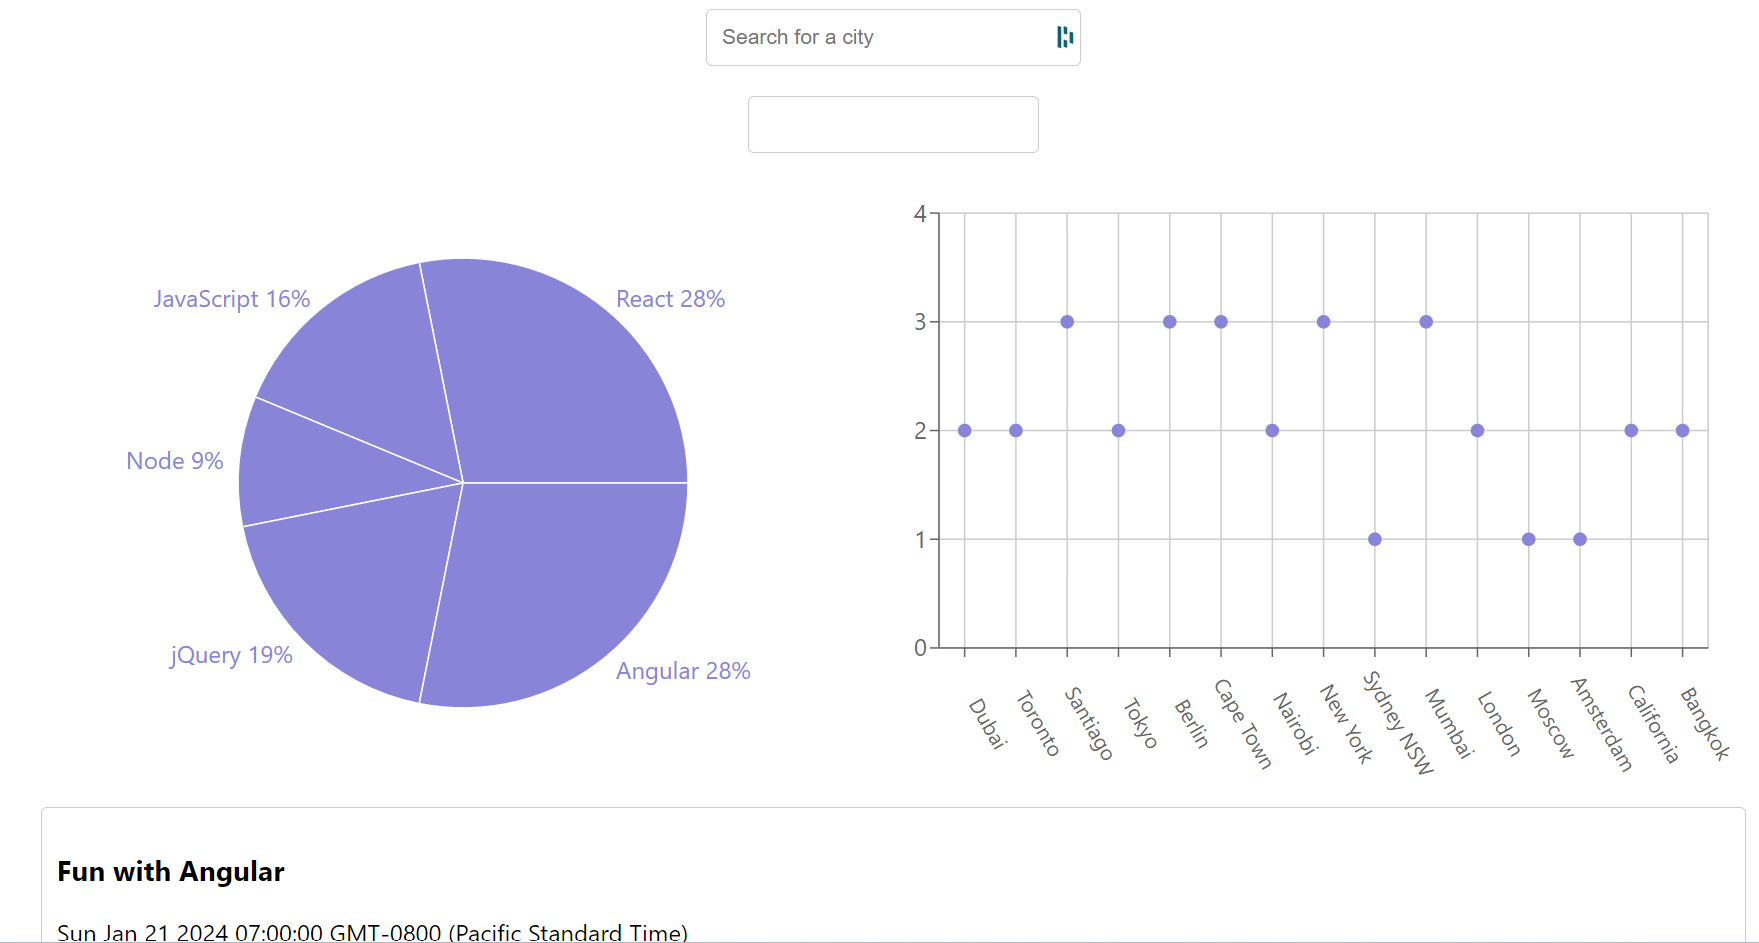 Search for a city
JavaScript 16%
React 28%
Node 9%
jQuery 19%
Angular 28%
4
3
2
1
0
Dubai
Toronto
Santiago
Tokyo
Berlin
Cape Town
Nairobi
New York
Sydney NSW
Mumbai
London
Moscow
Amsterdam
California
Bangkok
Fun with Angular
Sun Jan 21 2024 07:00:00 GMT-0800 (Pacific Standard Time)